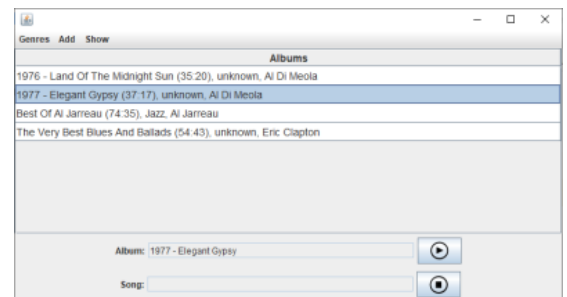 Genres Add Show
Albums
1976 - Land Of The Midnight Sun (35:20), unknown, Al Di Meola
1977 - Elegant Gypsy (37:17), unknown, Al Di Meola
Best Of Al Jarreau (74:35), Jazz, Al Jarreau
The Very Best Blues And Ballads (54:43), unknown, Eric Clapton
Album: 1977 - Elegant Gypsy
Song: